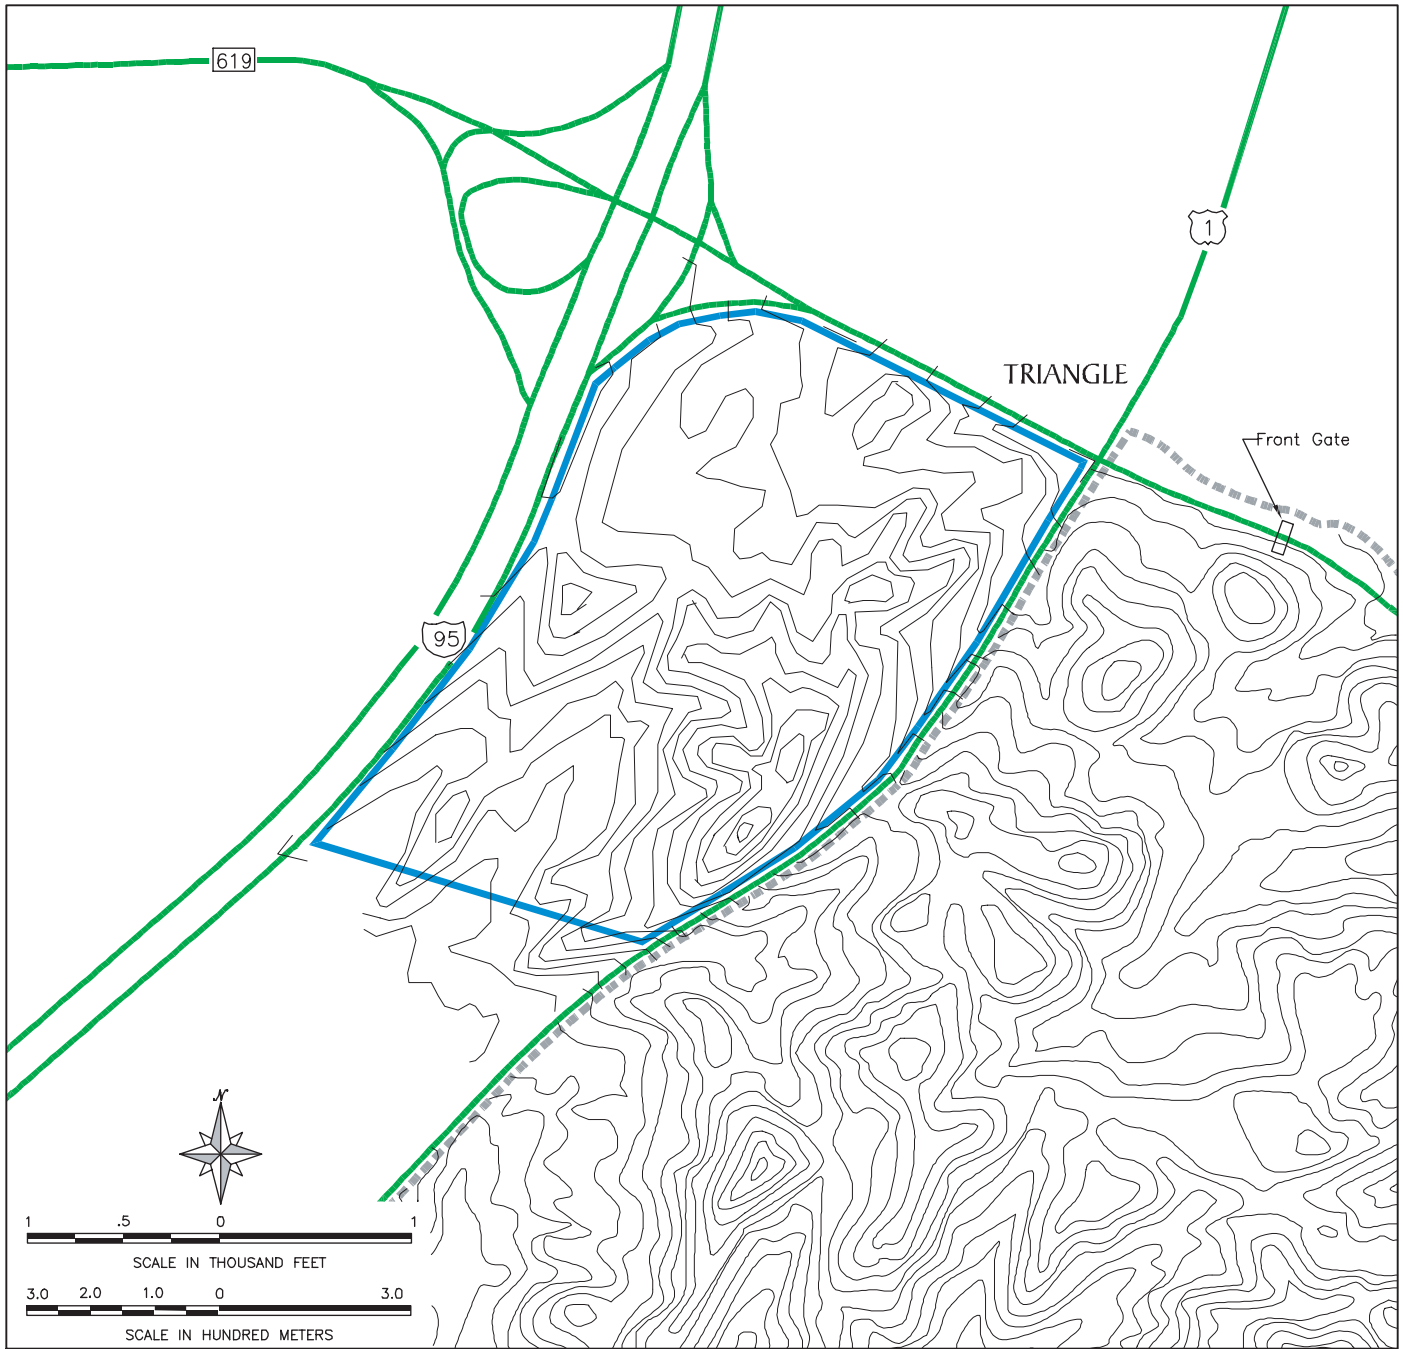 619
1
TRIANGLE
Front Gate
95
N
1 .5 0 1
SCALE IN THOUSAND FEET
3.0 2.0 1.0 0 3.0
SCALE IN HUNDRED METERS